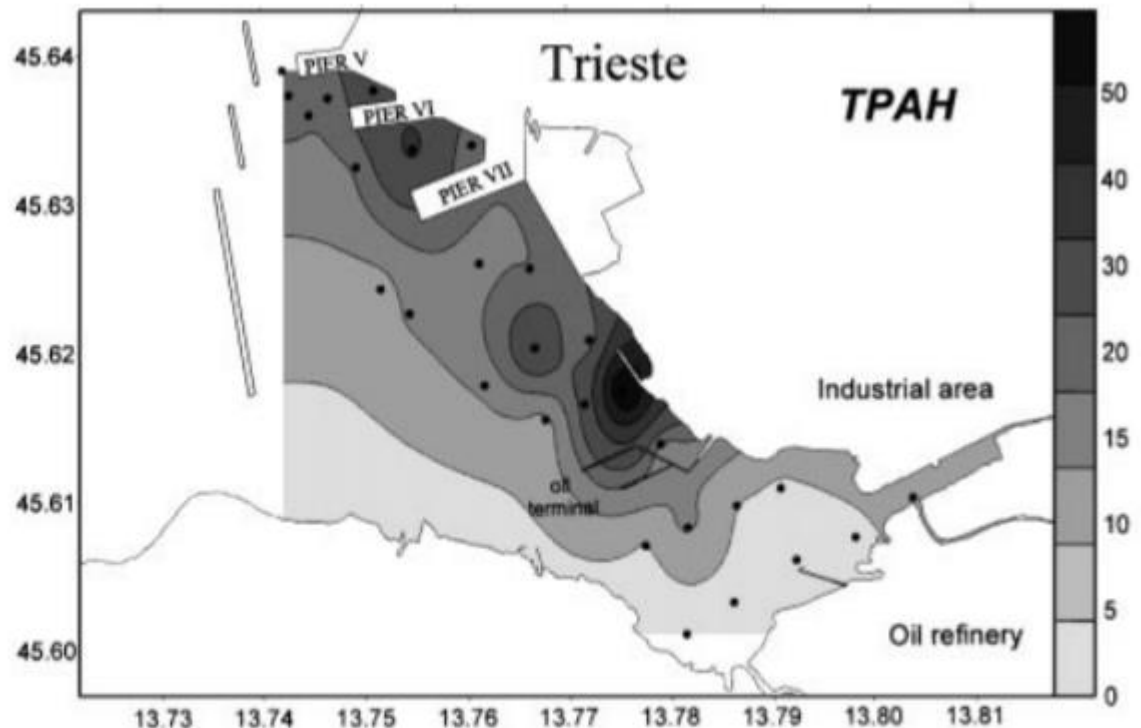 Trieste
TPAH
PIER V
PIER VI
PIER VII
Industrial area
oil
terminal
Oil refinery
45.64
45.63
45.62
45.61
45.60
13.73
13.74
13.75
13.76
13.77
13.78
13.79
13.80
13.81
50
40
30
20
15
10
5
0